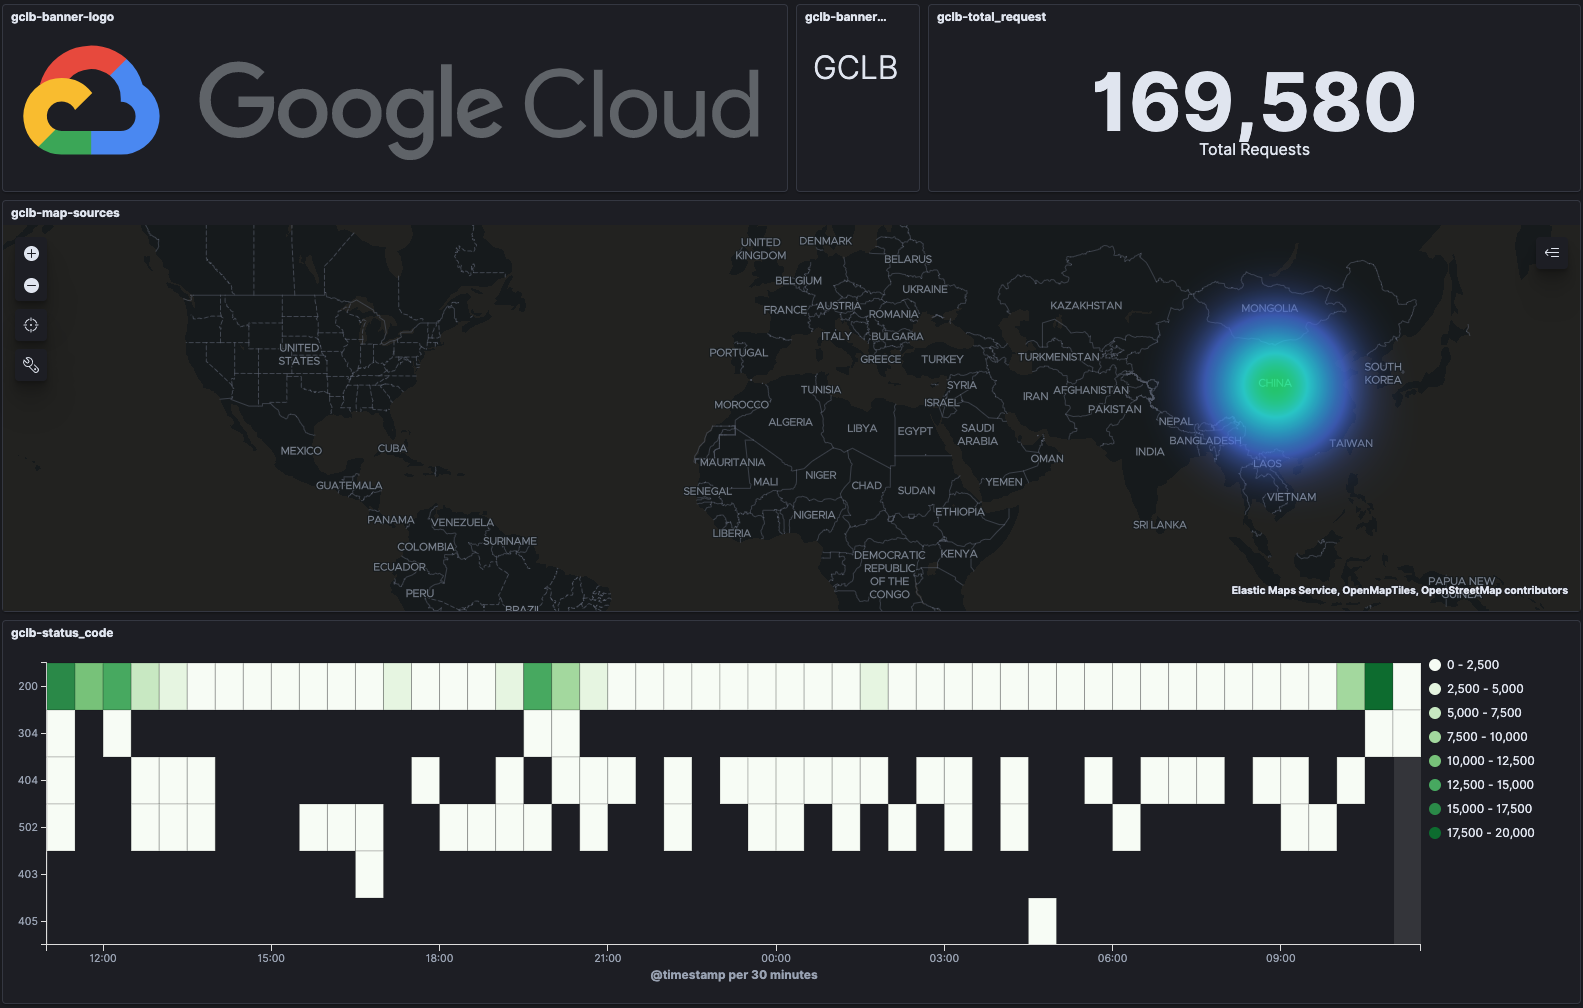 gclb-banner-logo
Google Cloud
gclb-banner...
GCLB
gclb-total_request
169,580
Total Requests
gclb-map-sources
UNITED
KINGDOM
DENMARK
BELARUS
BELGIUM
UKRAINE
FRANCE
AUSTRIA
ROMANIA
KAZAKHSTAN
MONGOLIA
ITALY
BULGARIA
UNITED
STATES
PORTUGAL
GREECE
TURKEY
TURKMENISTAN
SOUTH
KOREA
TUNISIA
SYRIA
CHINA
MOROCCO
ISRAEL
IRAN
AFGHANISTAN
PAKISTAN
ALGERIA
LIBYA
EGYPT
SAUDI
ARABIA
NEPAL
BANGLADESH
TAIWAN
MEXICO
CUBA
OMAN
INDIA
LAOS
MAURITANIA
GUATEMALA
SENEGAL
MALI
NIGER
CHAD
SUDAN
YEMEN
VIETNAM
PANAMA
VENEZUELA
NIGERIA
ETHIOPIA
SRI LANKA
COLOMBIA
SURINAME
LIBERIA
ECUADOR
DEMOCRATIC
REPUBLIC
OF THE
CONGO
KENYA
PERU
BRAZIL
PAPUA NEW
GUINEA
Elastic Maps Service, OpenMapTiles, OpenStreetMap contributors
gclb-status_code
200
304
404
502
403
405
12:00
15:00
18:00
21:00
00:00
03:00
06:00
09:00
@timestamp per 30 minutes
0 - 2,500
2,500 - 5,000
5,000 - 7,500
7,500 - 10,000
10,000 - 12,500
12,500 - 15,000
15,000 - 17,500
17,500 - 20,000